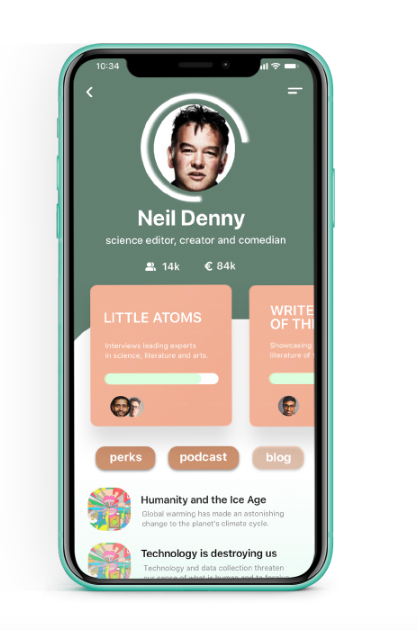 10:34
Neil Denny
science editor, creator and comedian
14k € 84k
LITTLE ATOMS
Interviews leading experts
in science, literature and arts.
WRITE
OF TH
Showcasing
literature of
perks podcast blog
Humanity and the Ice Age
Global warming has made an astonishing
change to the planet's climate cycle.
Technology is destroying us
Technology and data collection threaten
our sense of what is human and to forgive